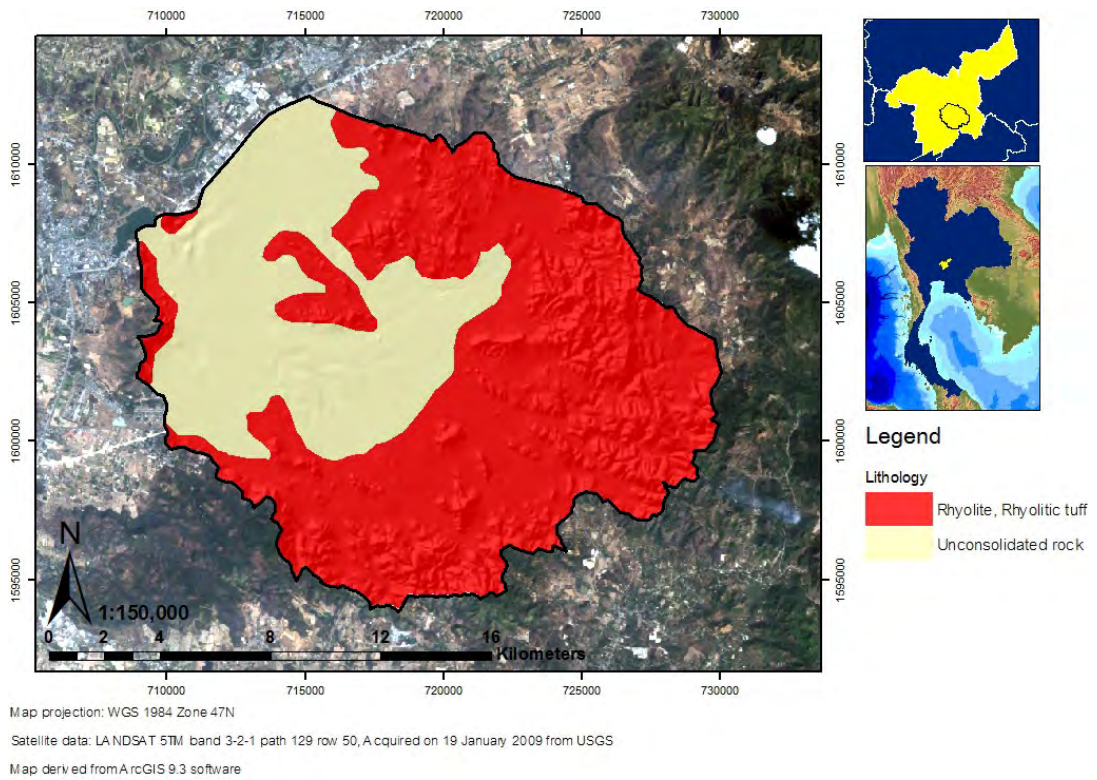 710000 715000 720000 725000 730000
1610000 1610000
1605000 1605000
1600000 1600000
1595000 1595000
N
1:150,000
0 2 4 8 12 16
Kilometers
710000 715000 720000 725000 730000
Legend
Lithology
Rhyolite, Rhyolitic tuff
Unconsolidated rock
Map projection: WGS 1984 Zone 47N
Satellite data: LANDSAT 5TM band 3-2-1 path 129 row 50, Acquired on 19 January 2009 from USGS
Map derived from ArcGIS 9.3 software